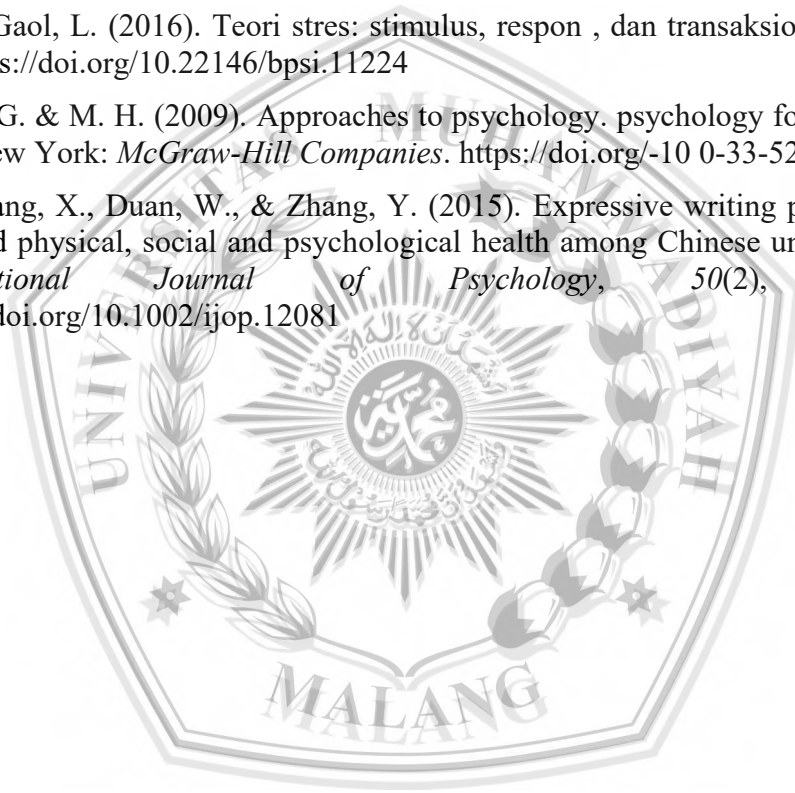 Gaol, L. (2016). Teori stres: stimulus, respon , dan transaksio
s://doi.org/10.22146/bpsi.11224
G. & M. H. (2009). Approaches to psychology. psychology fo
ew York: McGraw-Hill Companies. https://doi.org/-10 0-33-52
ang, X., Duan, W., & Zhang, Y. (2015). Expressive writing p
d physical, social and psychological health among Chinese un
tional Journal of Psychology, 50(2),
doi.org/10.1002/ijop.12081
UNIVERSITAS MUHAMMADIYAH
MALANG